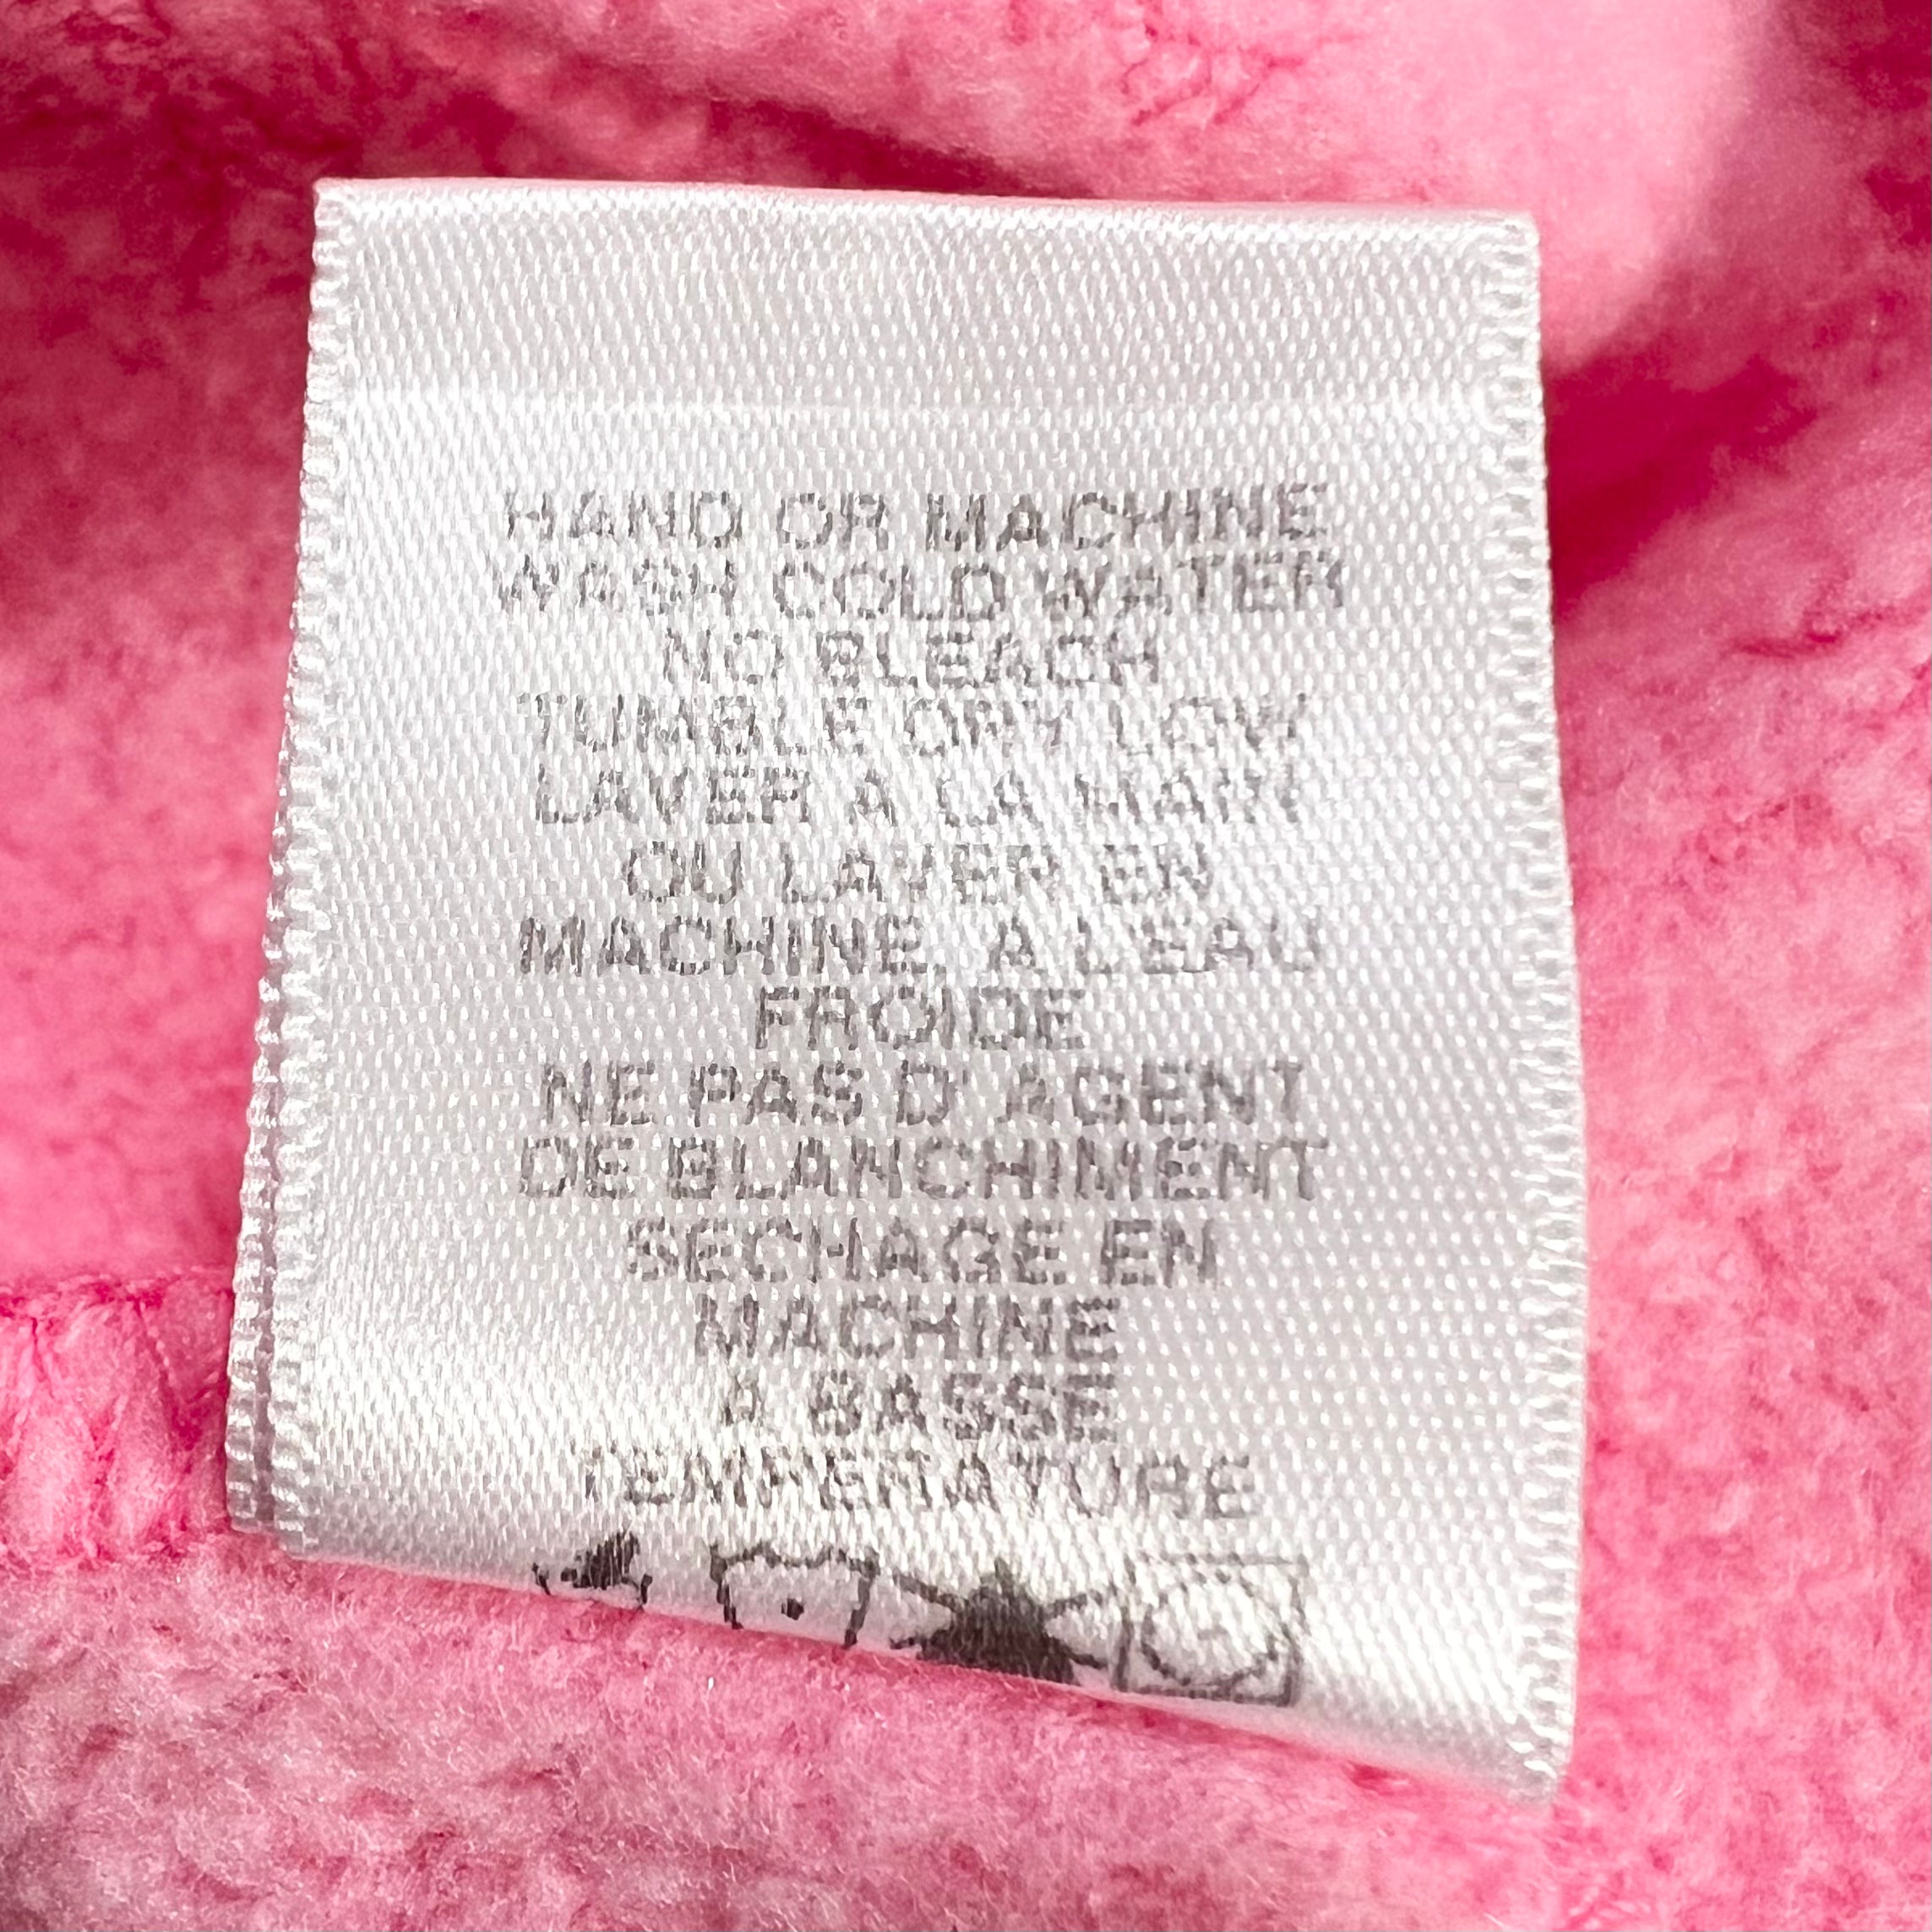 HAND OR MACHINE
WASH COLD WATER
NO BLEACH
TUMBLE DRY LOW
LAVER A LA MAIN
OU LAVER EN
MACHINE, A L'EAU
FROIDE
NE PAS D' AGENT
DE BLANCHIMENT
SECHAGE EN
MACHINE
A BASSE
TEMPERATURE